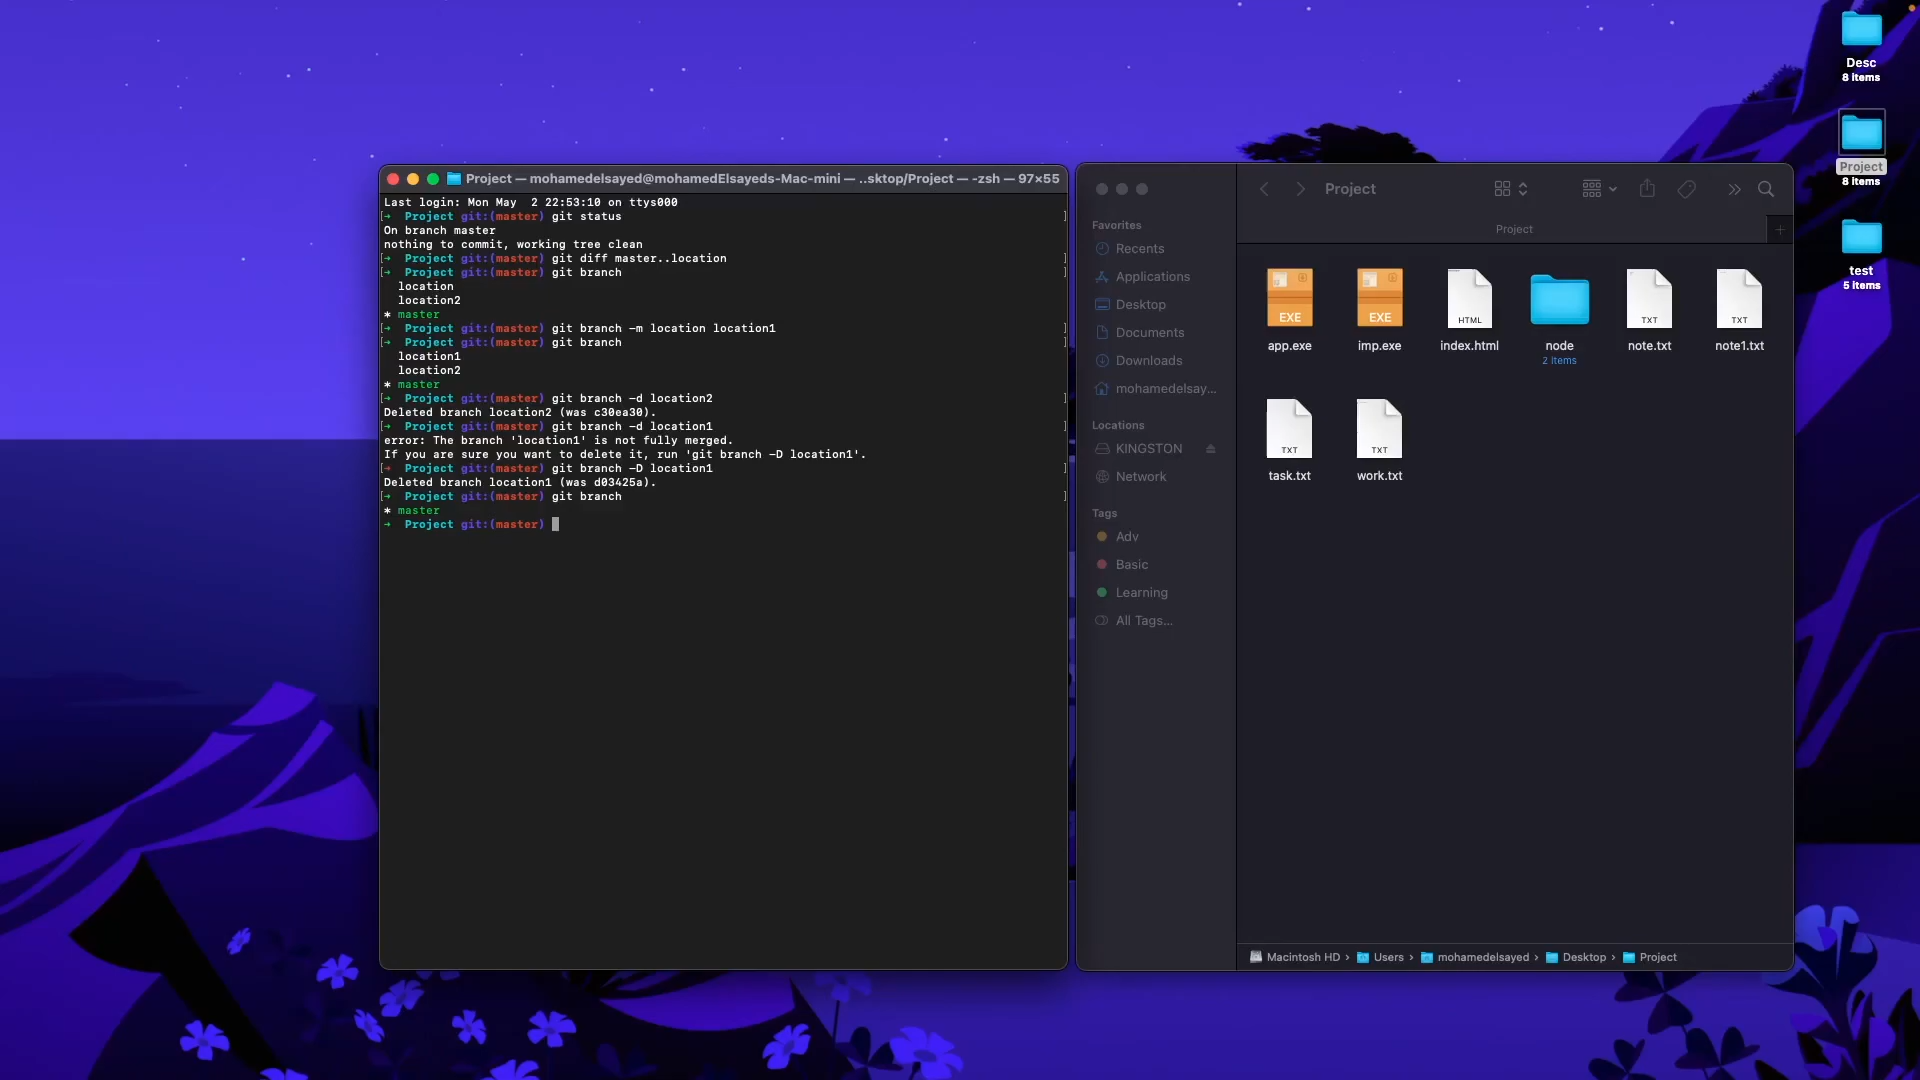 Project — mohamedelsayed@mohamedElsayeds-Mac-mini — ..sktop/Project — -zsh — 97×55
Last login: Mon May  2 22:53:10 on ttys000
[→  Project git:(master) git status ]
On branch master
nothing to commit, working tree clean
[→  Project git:(master) git diff master..location ]
[→  Project git:(master) git branch ]
location
location2
* master
[→  Project git:(master) git branch -m location location1 ]
[→  Project git:(master) git branch ]
location1
location2
* master
[→  Project git:(master) git branch -d location2 ]
Deleted branch location2 (was c30ea30).
[→  Project git:(master) git branch -d location1 ]
error: The branch 'location1' is not fully merged.
If you are sure you want to delete it, run 'git branch -D location1'.
[→  Project git:(master) git branch -D location1 ]
Deleted branch location1 (was d03425a).
[→  Project git:(master) git branch ]
* master
→  Project git:(master)
Favorites
Recents
Applications
Desktop
Documents
Downloads
mohamedelsay...
Locations
KINGSTON
Network
Tags
Adv
Basic
Learning
All Tags...
Project
Project
EXE
app.exe
EXE
imp.exe
HTML
index.html
node
2 items
TXT
note.txt
TXT
note1.txt
TXT
task.txt
TXT
work.txt
Macintosh HD › Users › mohamedelsayed › Desktop › Project
Desc
8 items
Project
8 items
test
5 items